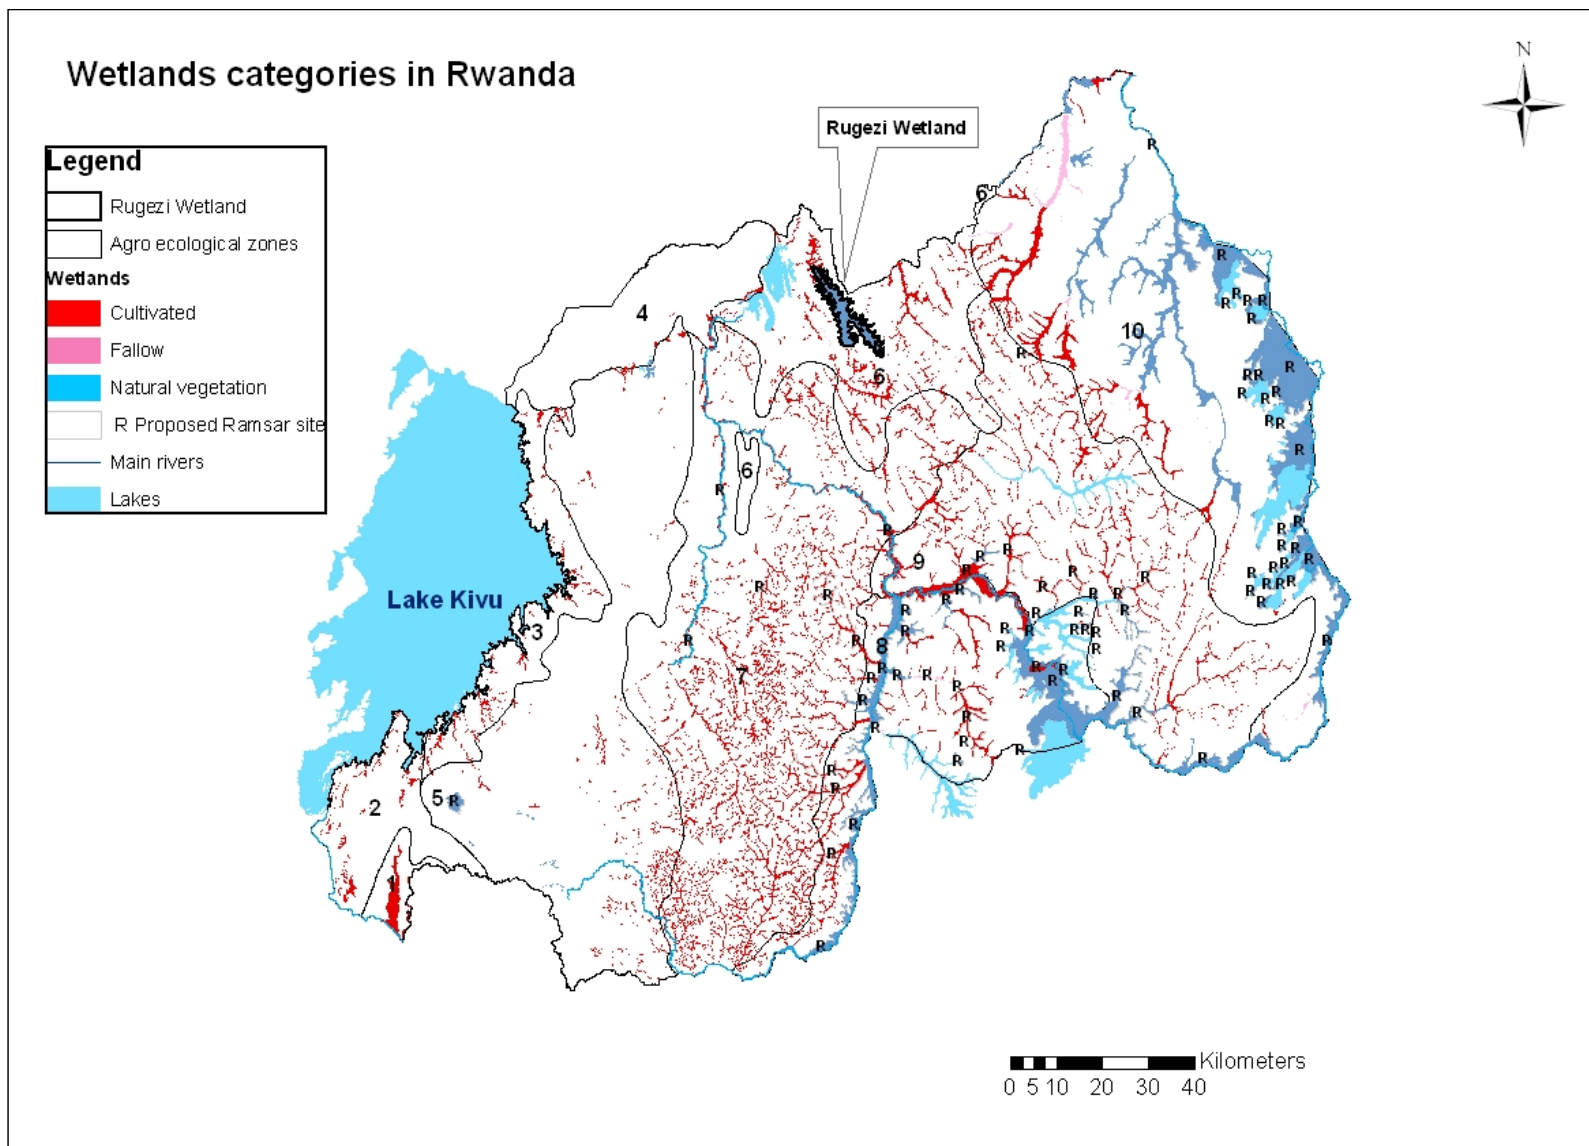 Wetlands categories in Rwanda
N
Rugezi Wetland
Legend
Rugezi Wetland
Agro ecological zones
Wetlands
Cultivated
Fallow
Natural vegetation
R Proposed Ramsar site
Main rivers
Lakes
R
6
R
R R R R
R R
4
10
R
R
R R
R R R
R R
6
R
6
R
R
Lake Kivu
9
3
8
7
5 R
2
1
Kilometers
0 5 10 20 30 40